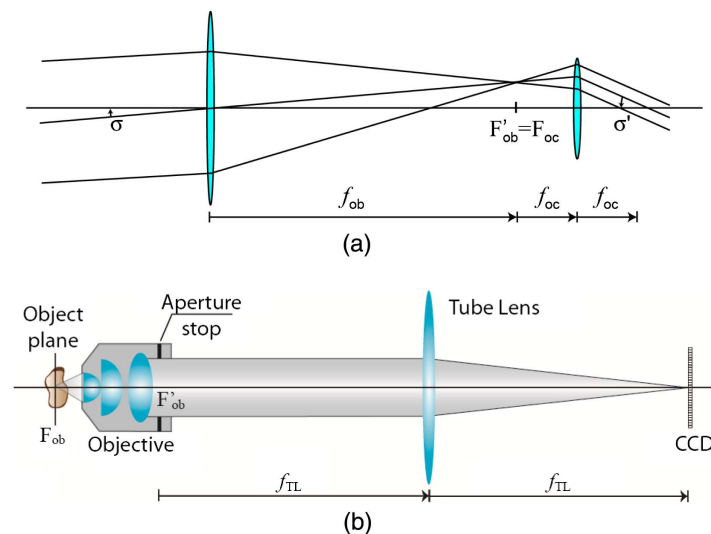 σ
F'ob=Foc
σ'
fob
foc
foc
(a)
Object
plane
Aperture
stop
Tube Lens
F'ob
Fob
Objective
CCD
fTL
fTL
(b)